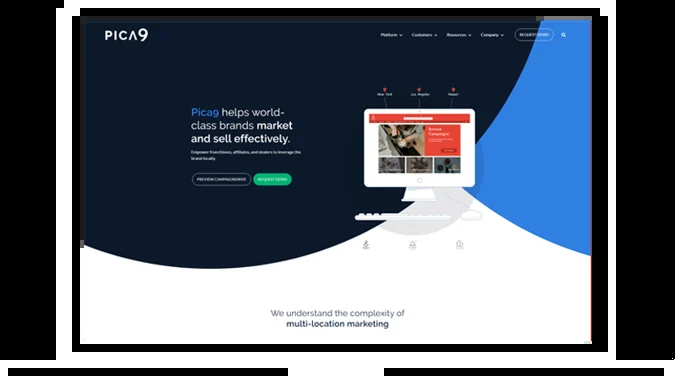 PICA9
Platform Customers Resources Company REQUEST DEMO
New York Los Angeles Miami
Pica9 helps world-
class brands market
and sell effectively.
Empower franchisees, affiliates, and dealers to leverage the
brand locally.
PREVIEW CAMPAIGNDRIVE REQUEST DEMO
We understand the complexity of
multi-location marketing